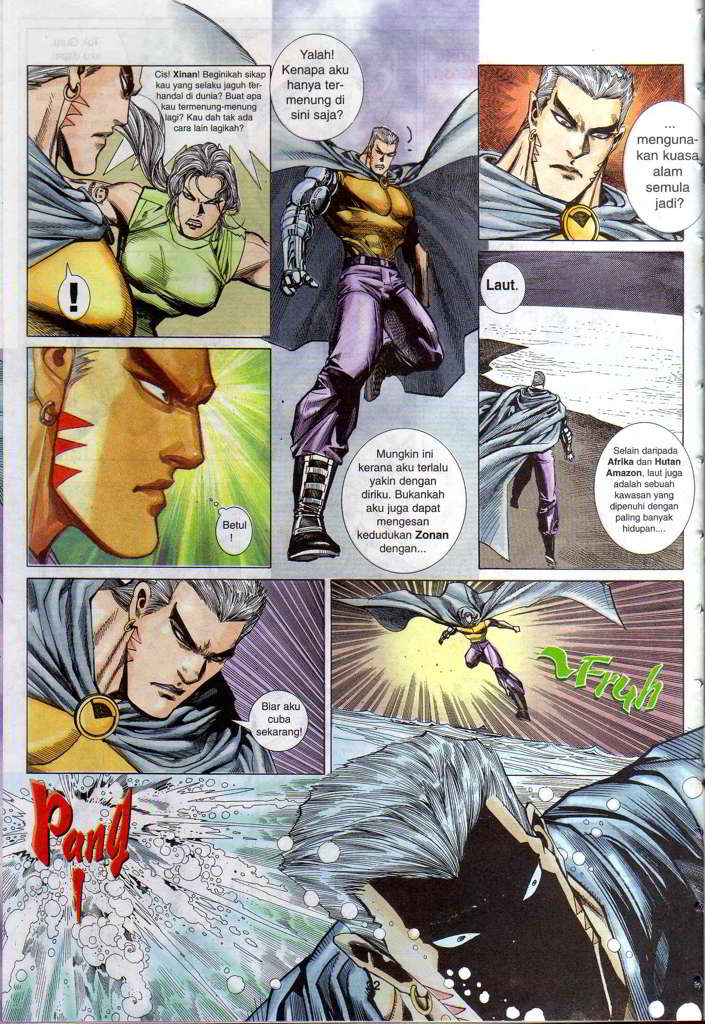 Cis! Xinan! Beginikah sikap
kau yang selaku jaguh ter-
handal di dunia? Buat apa
kau termenung-menung
lagi? Kau dah tak ada
cara lain lagikah?
!
Yalah!
Kenapa aku
hanya ter-
menung di
sini saja?
!
Mungkin ini
kerana aku terlalu
yakin dengan
diriku. Bukankah
aku juga dapat
mengesan
kedudukan Zonan
dengan...
...
mengguna-
kan kuasa
alam
semula
jadi?
Laut.
Selain daripada
Afrika dan Hutan
Amazon, laut juga
adalah sebuah
kawasan yang
dipenuhi dengan
paling banyak
hidupan....
Betul
!
Biar aku
cuba
sekarang!
Fruh
Pang
!
32